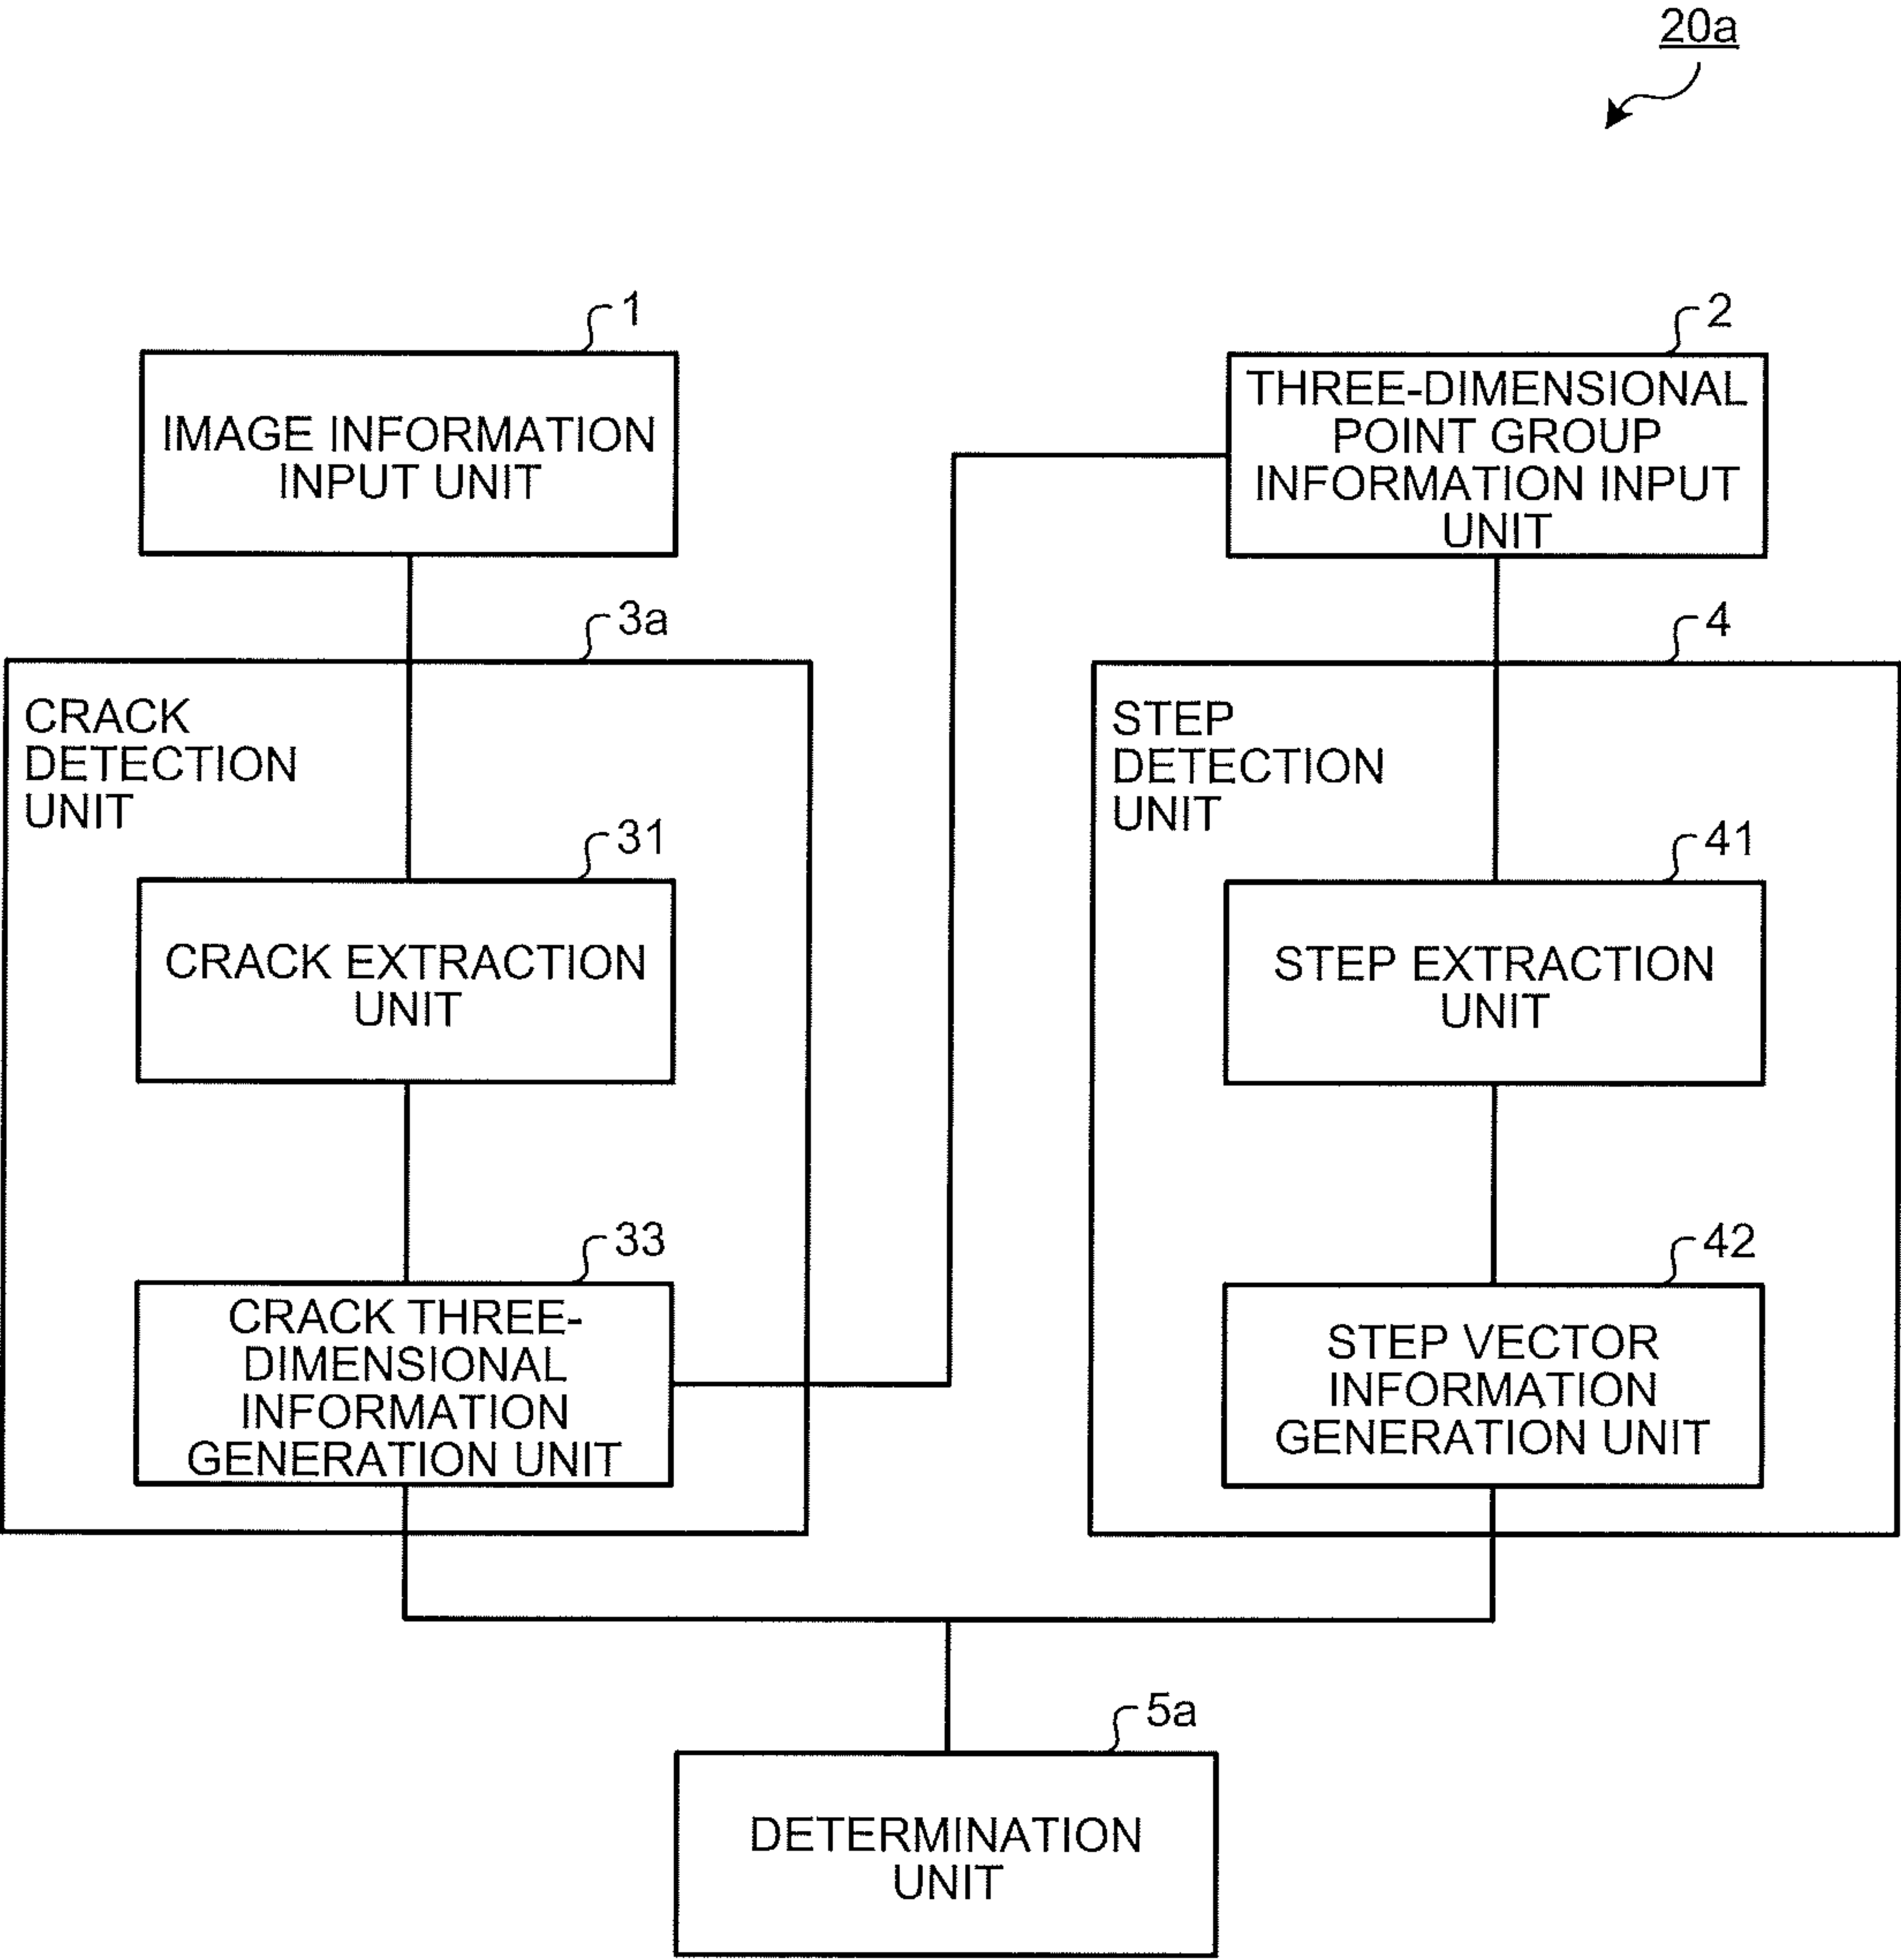 20a
1
IMAGE INFORMATION
INPUT UNIT
2
THREE-DIMENSIONAL
POINT GROUP
INFORMATION INPUT
UNIT
3a
CRACK
DETECTION
UNIT
31
CRACK EXTRACTION
UNIT
33
CRACK THREE-
DIMENSIONAL
INFORMATION
GENERATION UNIT
4
STEP
DETECTION
UNIT
41
STEP EXTRACTION
UNIT
42
STEP VECTOR
INFORMATION
GENERATION UNIT
5a
DETERMINATION
UNIT